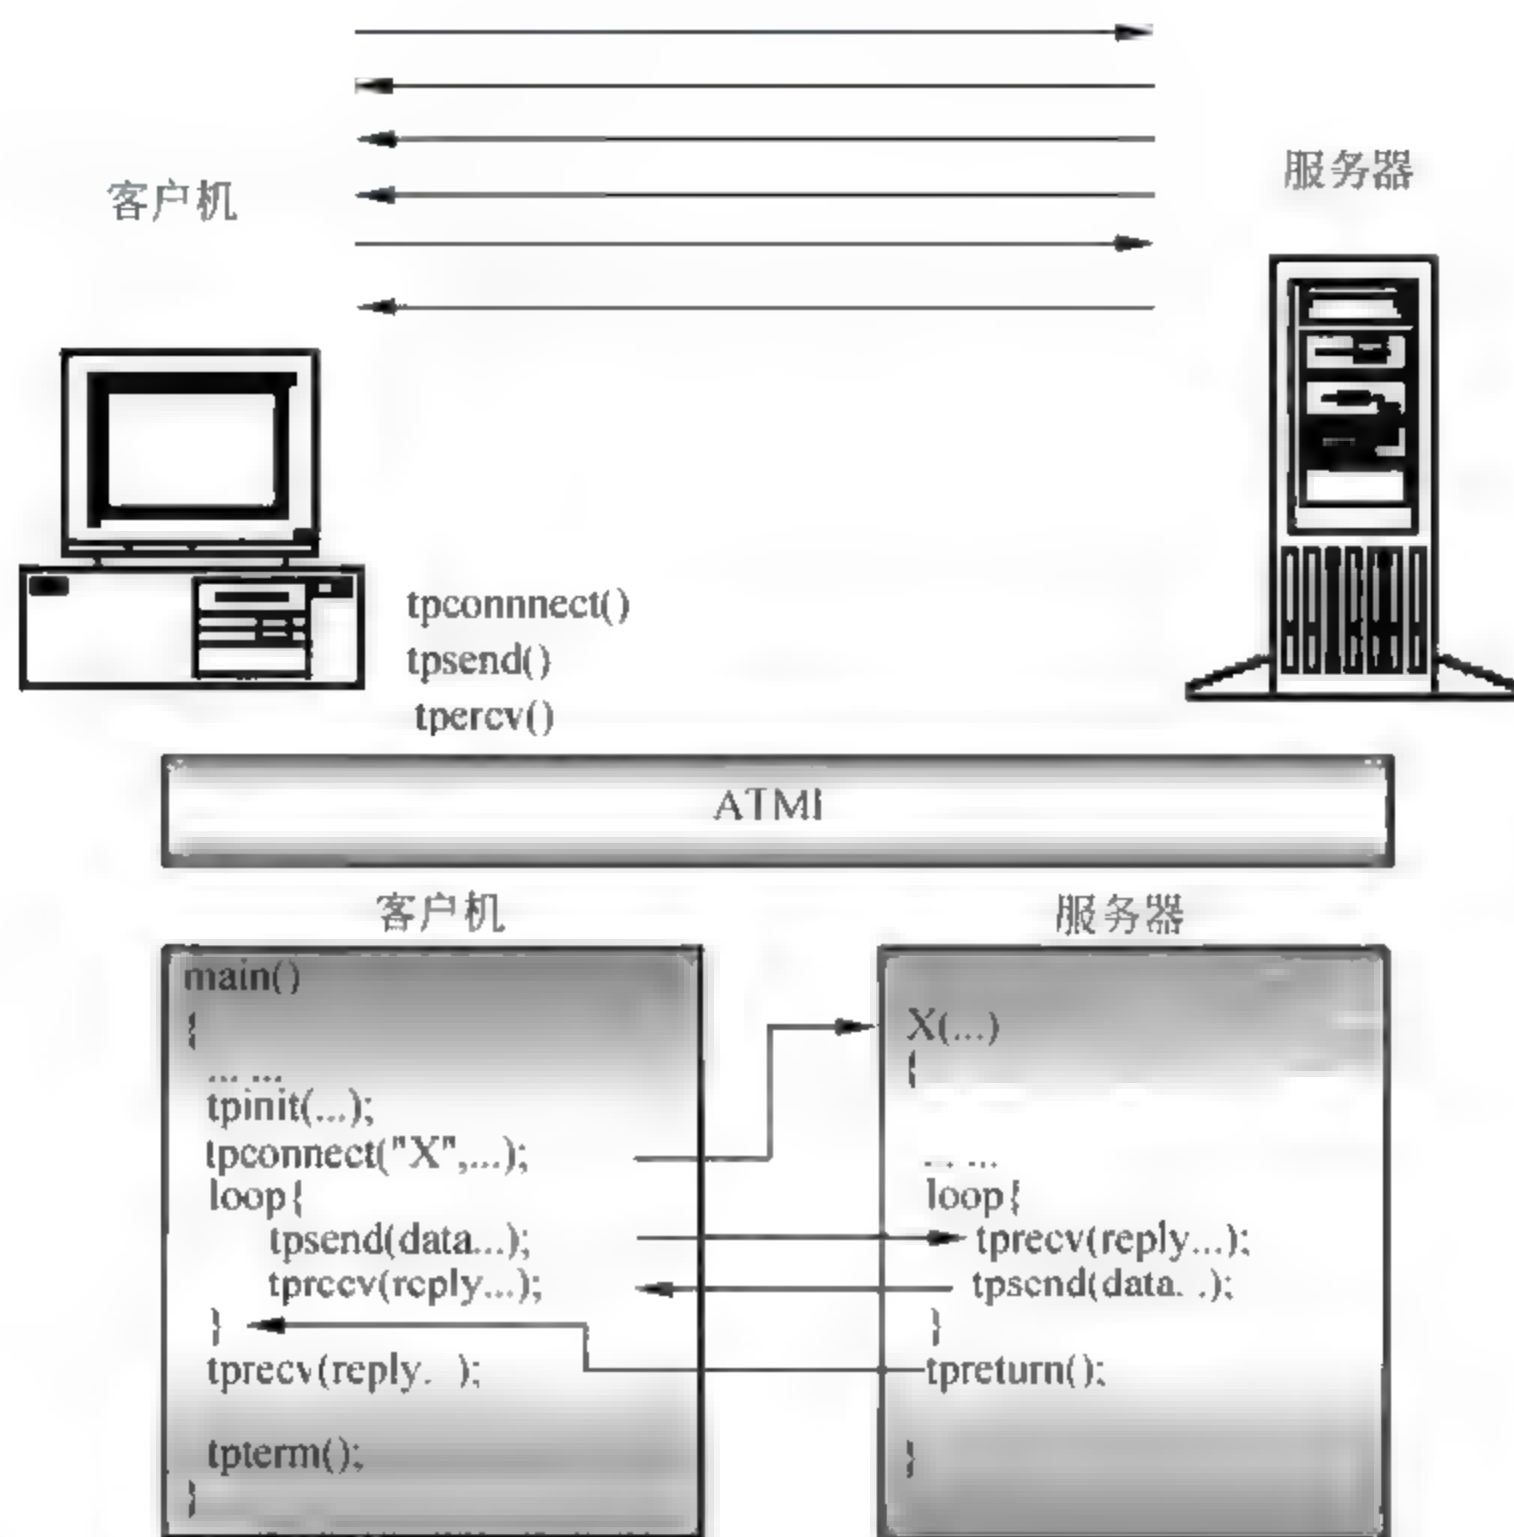 客户机
服务器
tpconnnect()
tpsend()
tpercv()
ATMI
客户机
main()
{
... ...
tpinit(...);
tpconnect("X",...);
loop{
tpsend(data...);
tprecv(reply...);
}
tprecv(reply. );
tpterm();
}
服务器
X(...)
{
... ...
loop{
tprecv(reply...);
tpsend(data. .);
}
tpreturn();
}